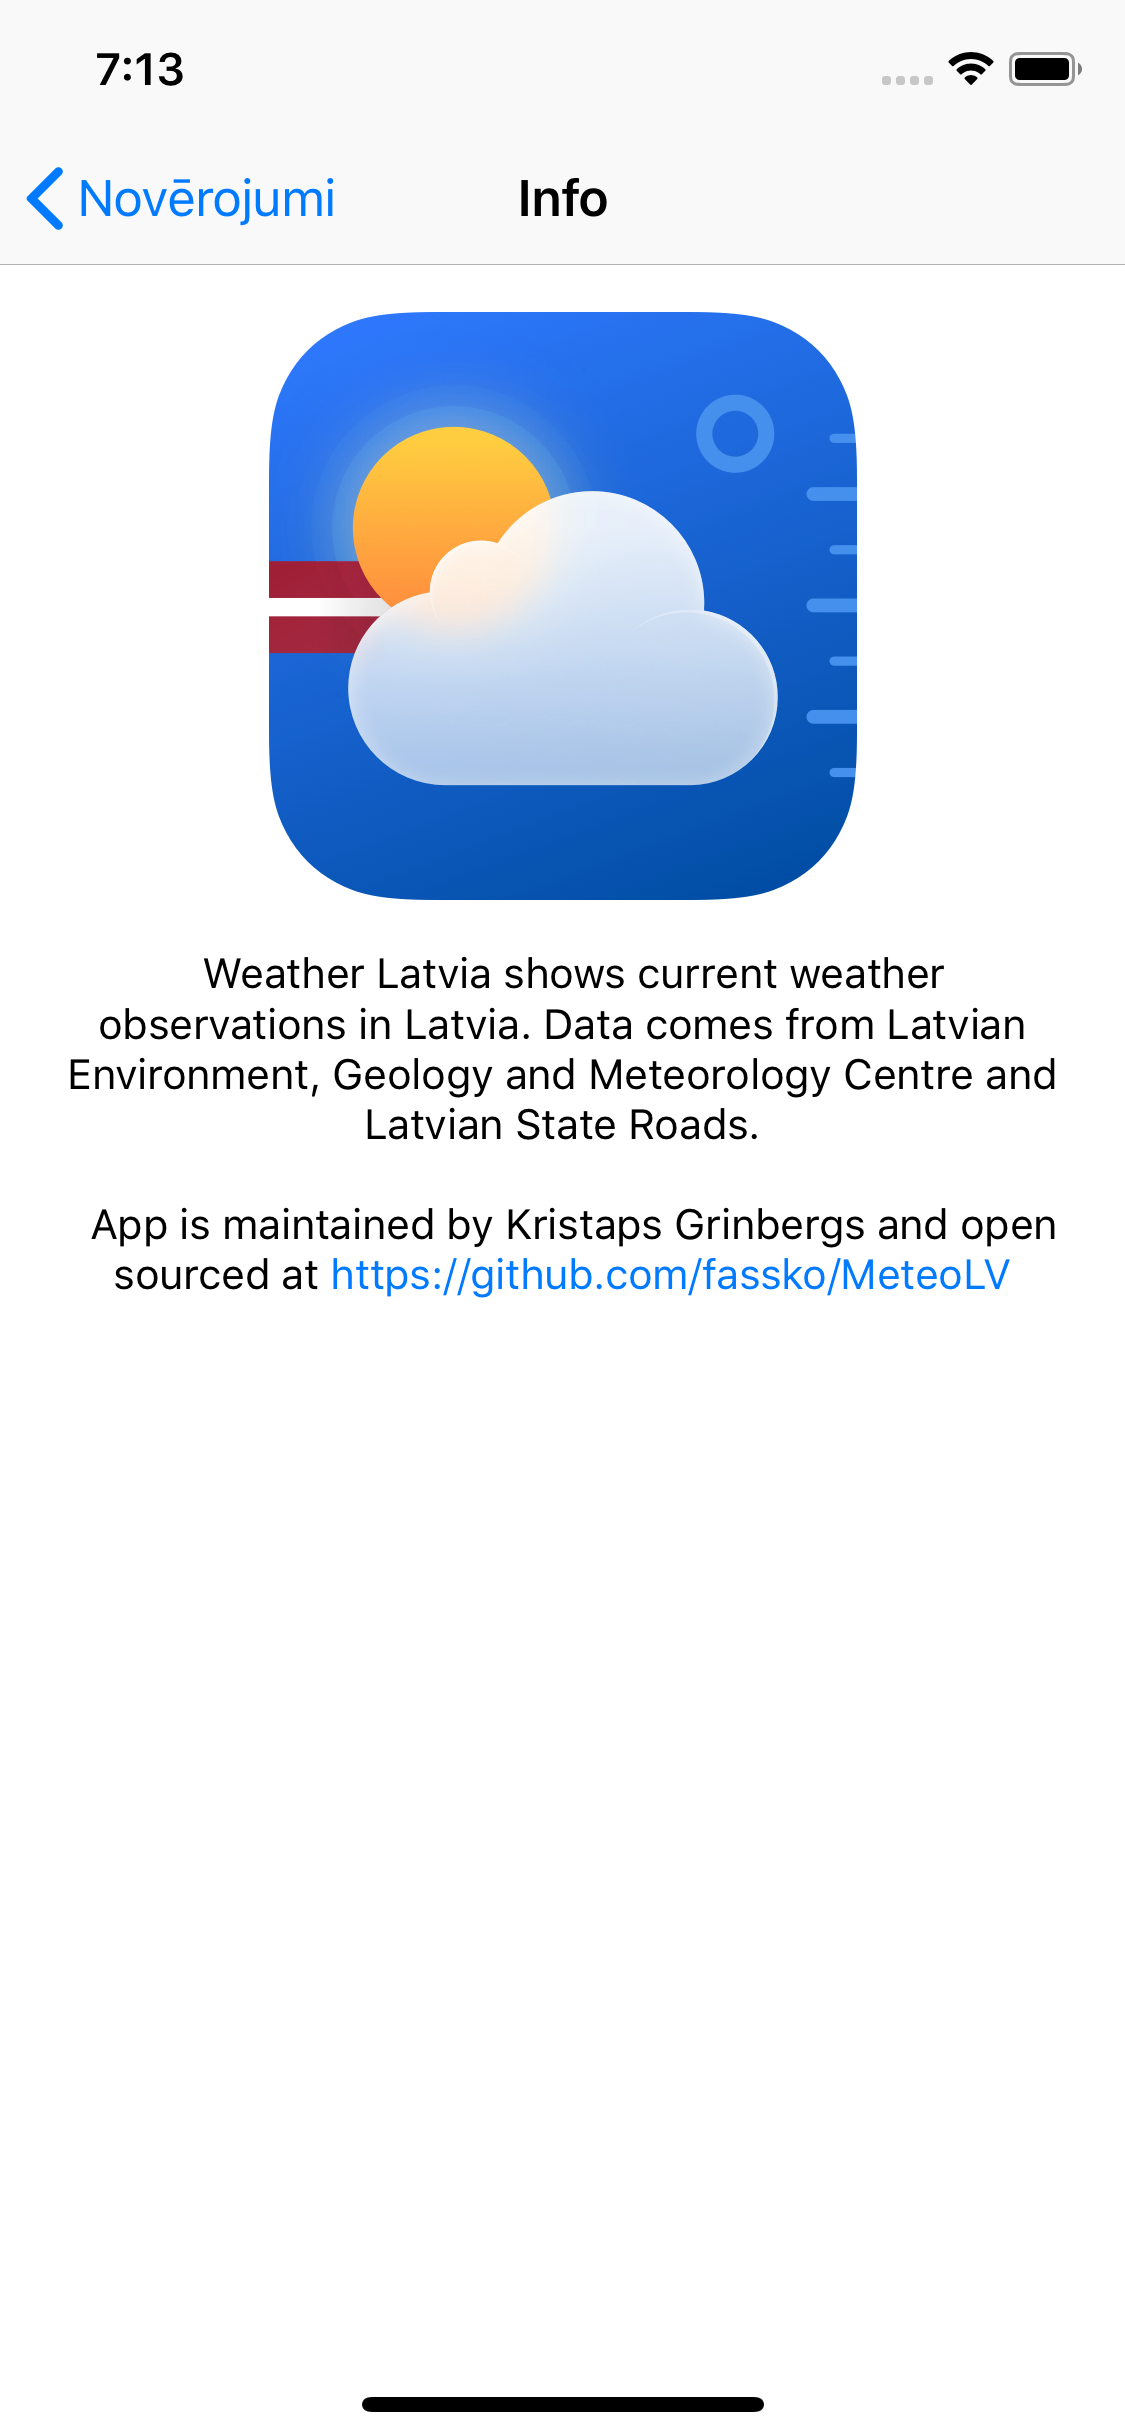 7:13
Novērojumi
Info
Weather Latvia shows current weather
observations in Latvia. Data comes from Latvian
Environment, Geology and Meteorology Centre and
Latvian State Roads.
App is maintained by Kristaps Grinbergs and open
sourced at https://github.com/fassko/MeteoLV